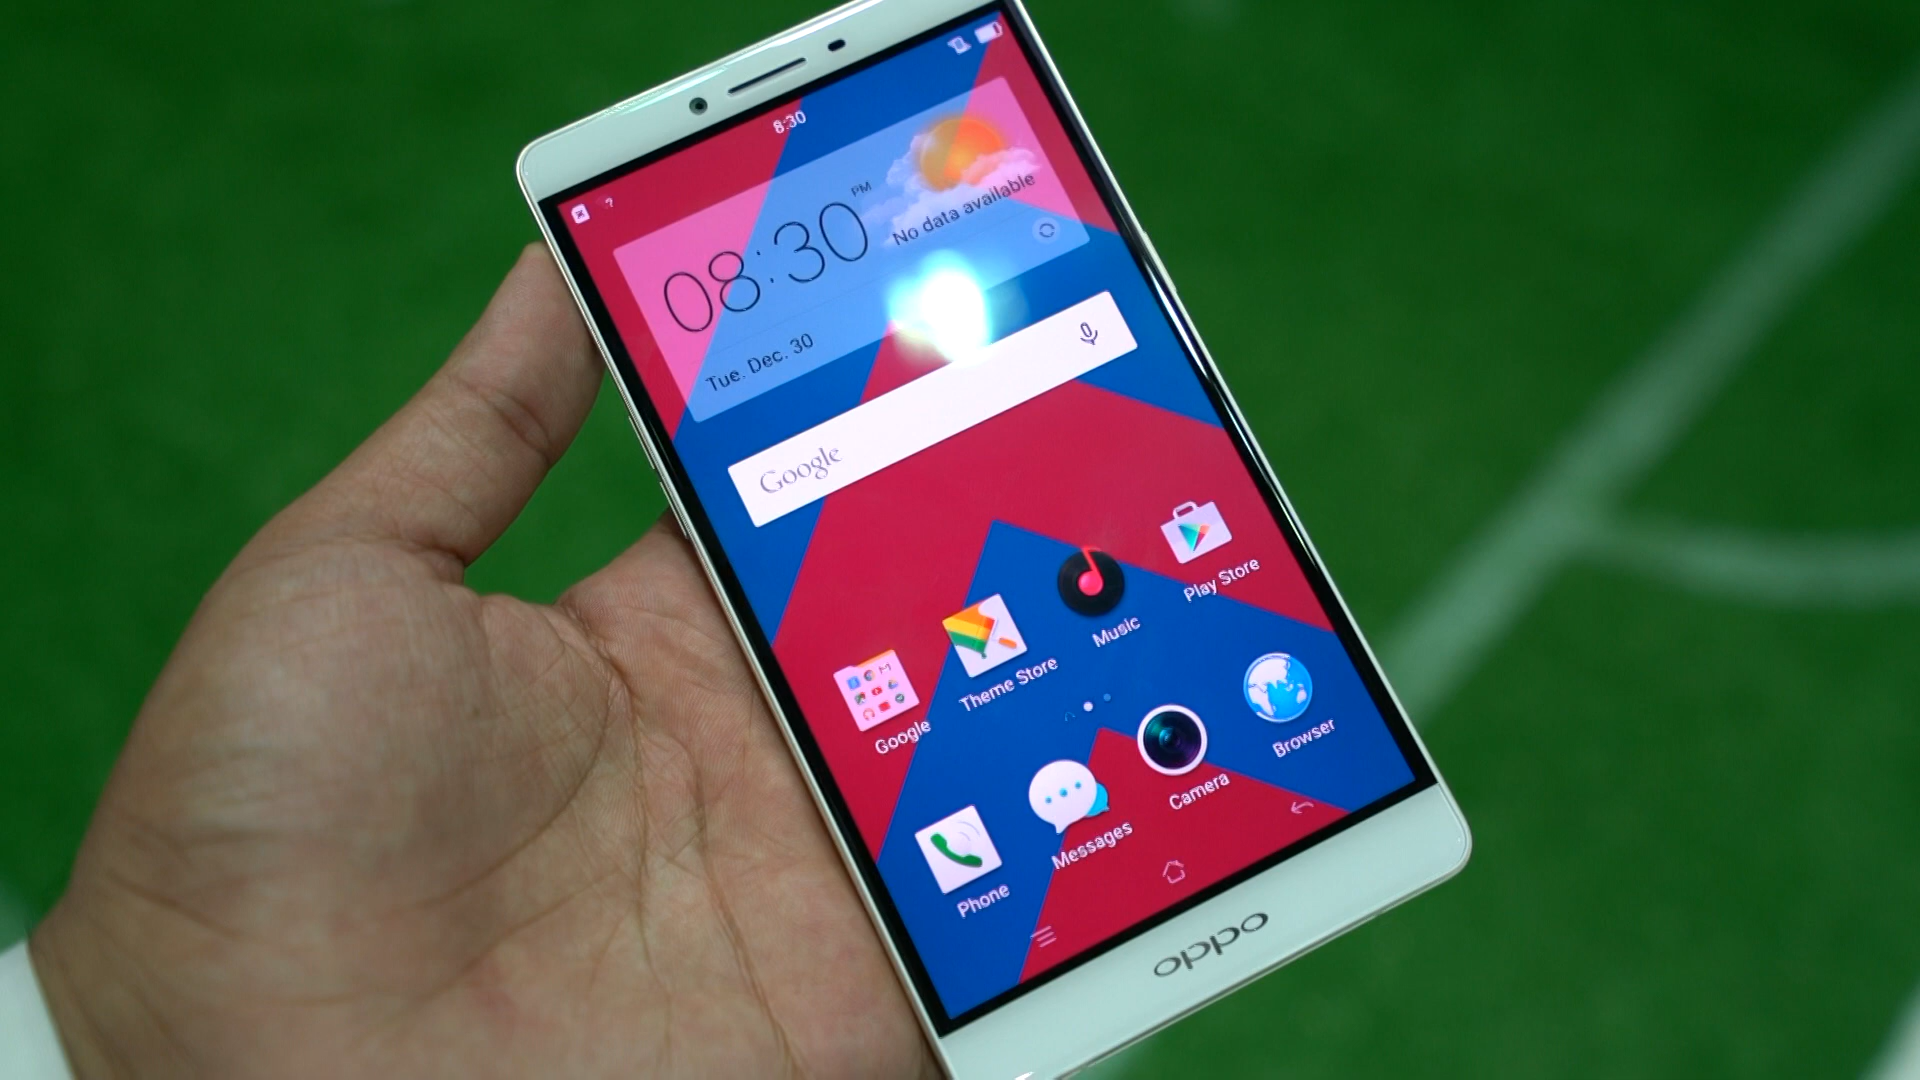 8:30
?
08:30 PM
No data available
Tue. Dec. 30
Google
Google
Theme Store
Music
Play Store
Phone
Messages
Camera
Browser
oppo